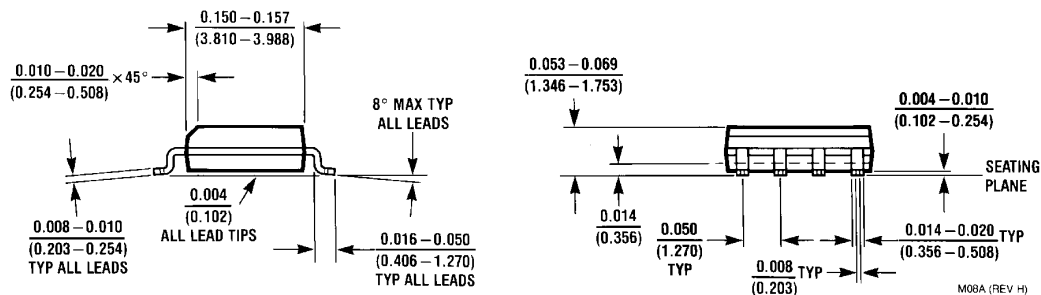 0.150 – 0.157
(3.810 – 3.988)
0.010 – 0.020
(0.254 – 0.508)
× 45°
8° MAX TYP
ALL LEADS
0.004
(0.102)
ALL LEAD TIPS
0.008 – 0.010
(0.203 – 0.254)
TYP ALL LEADS
0.016 – 0.050
(0.406 – 1.270)
TYP ALL LEADS
0.053 – 0.069
(1.346 – 1.753)
0.004 – 0.010
(0.102 – 0.254)
SEATING
PLANE
0.014
(0.356)
0.050
(1.270)
TYP
0.014 – 0.020
(0.356 – 0.508)
TYP
0.008
(0.203)
TYP
M08A (REV H)